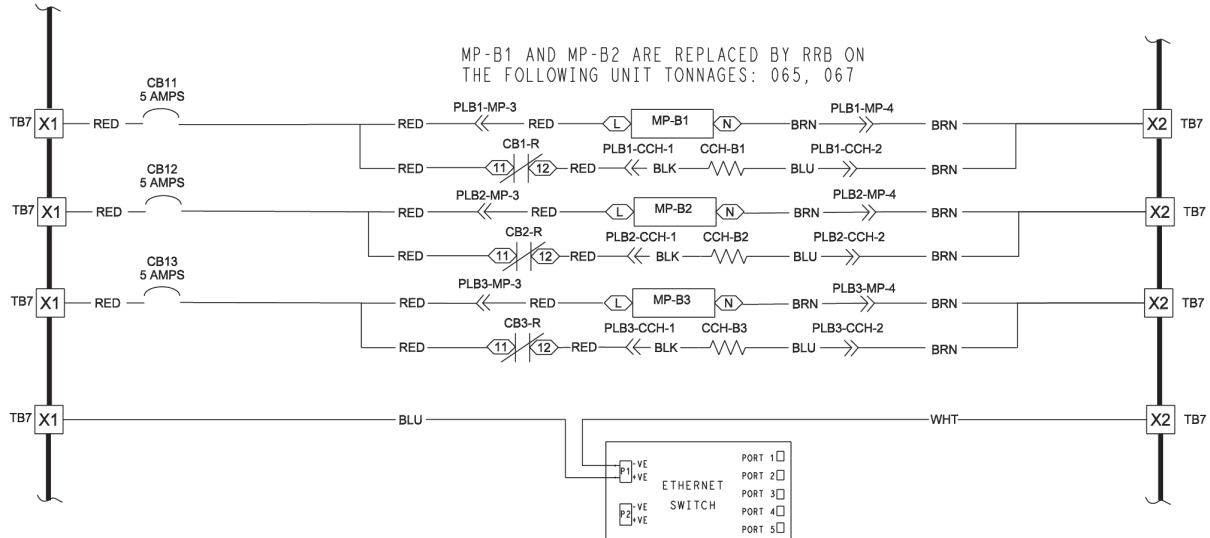 MP-B1 AND MP-B2 ARE REPLACED BY RRB ON
THE FOLLOWING UNIT TONNAGES: 065, 067
CB11
5 AMPS
PLB1-MP-3
PLB1-MP-4
TB7 X1 RED RED RED L MP-B1 N BRN BRN X2 TB7
CB1-R PLB1-CCH-1 CCH-B1 PLB1-CCH-2
RED 11 12 RED BLK BLU BRN
CB12
5 AMPS
PLB2-MP-3 PLB2-MP-4
TB7 X1 RED RED RED L MP-B2 N BRN BRN X2 TB7
CB2-R PLB2-CCH-1 CCH-B2 PLB2-CCH-2
RED 11 12 RED BLK BLU BRN
CB13
5 AMPS
PLB3-MP-3 PLB3-MP-4
TB7 X1 RED RED RED L MP-B3 N BRN BRN X2 TB7
CB3-R PLB3-CCH-1 CCH-B3 PLB3-CCH-2
RED 11 12 RED BLK BLU BRN
TB7 X1 BLU WHT X2 TB7
P1 -VE
+VE
P2 -VE
+VE
ETHERNET
SWITCH
PORT 1
PORT 2
PORT 3
PORT 4
PORT 5